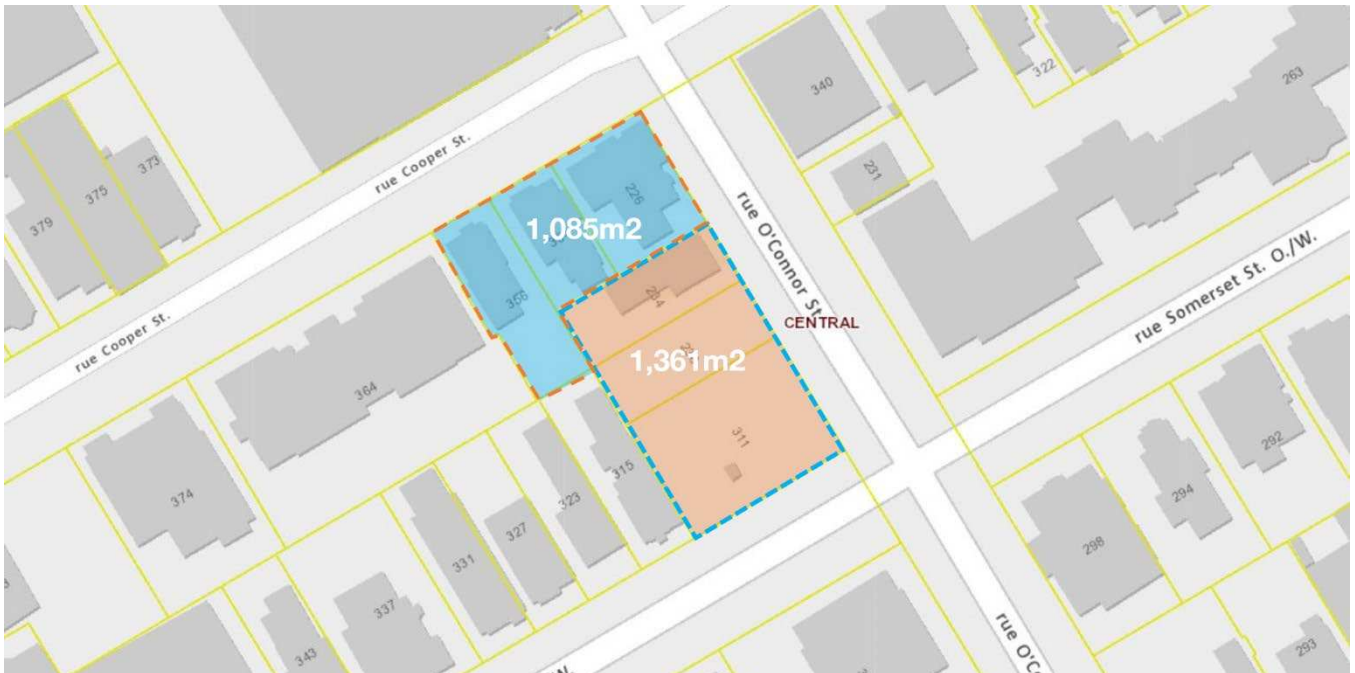 322
263
340
373
rue Cooper St.
375
231
226
379
rue O'Connor St.
1,085m2
rue Somerset St. O./W.
356
234
CENTRAL
rue Cooper St.
1,361m2
364
292
311
315
294
374
323
298
327
331
337
rue O'Co
293
343
W.